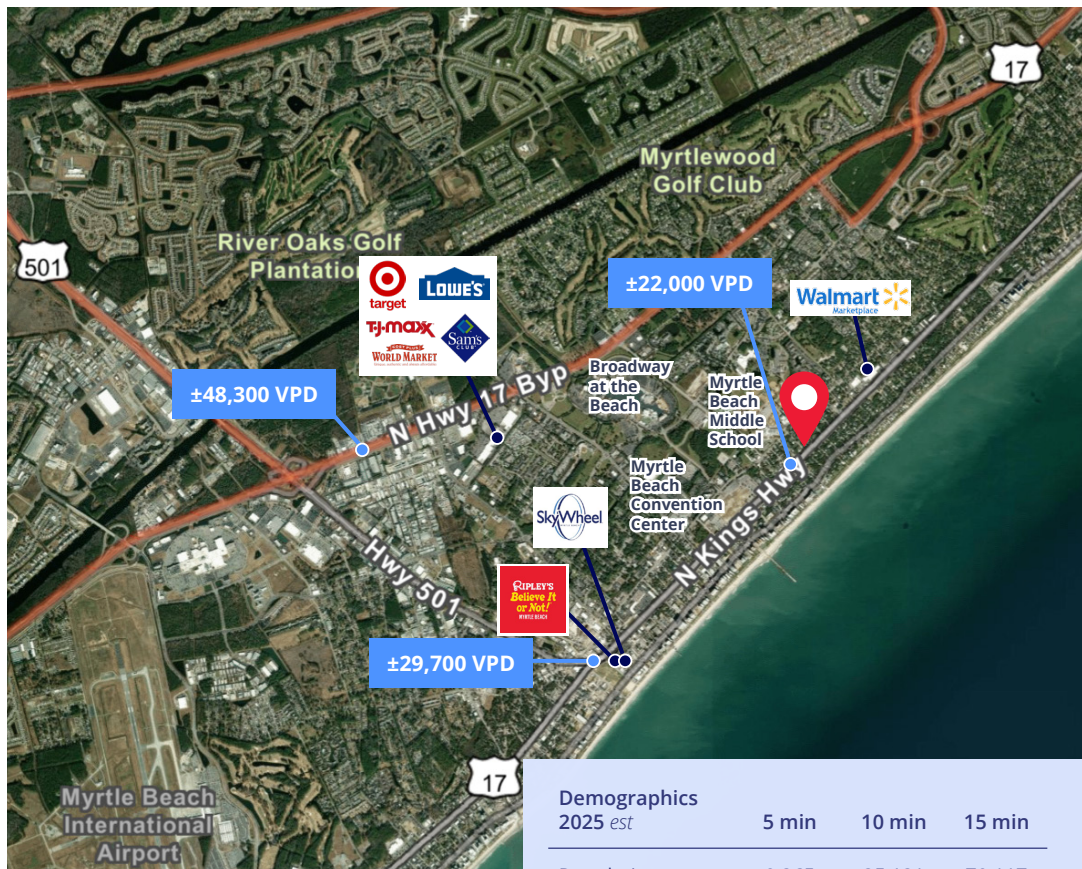 17
Myrtlewood
Golf Club
River Oaks Golf
Plantation
501
target
LOWE'S
T·J·maxx
Sam's
CLUB
COST PLUS
WORLD MARKET
±22,000 VPD
Walmart
Marketplace
±48,300 VPD
N Hwy 17 Byp
Broadway
at the
Beach
Myrtle
Beach
Middle
School
Myrtle
Beach
Convention
Center
SkyWheel
N Kings Hwy
Hwy 501
RIPLEY'S
Believe It
or Not!
MYRTLE BEACH
±29,700 VPD
17
Myrtle Beach
International
Airport
Demographics
2025 est 5 min 10 min 15 min